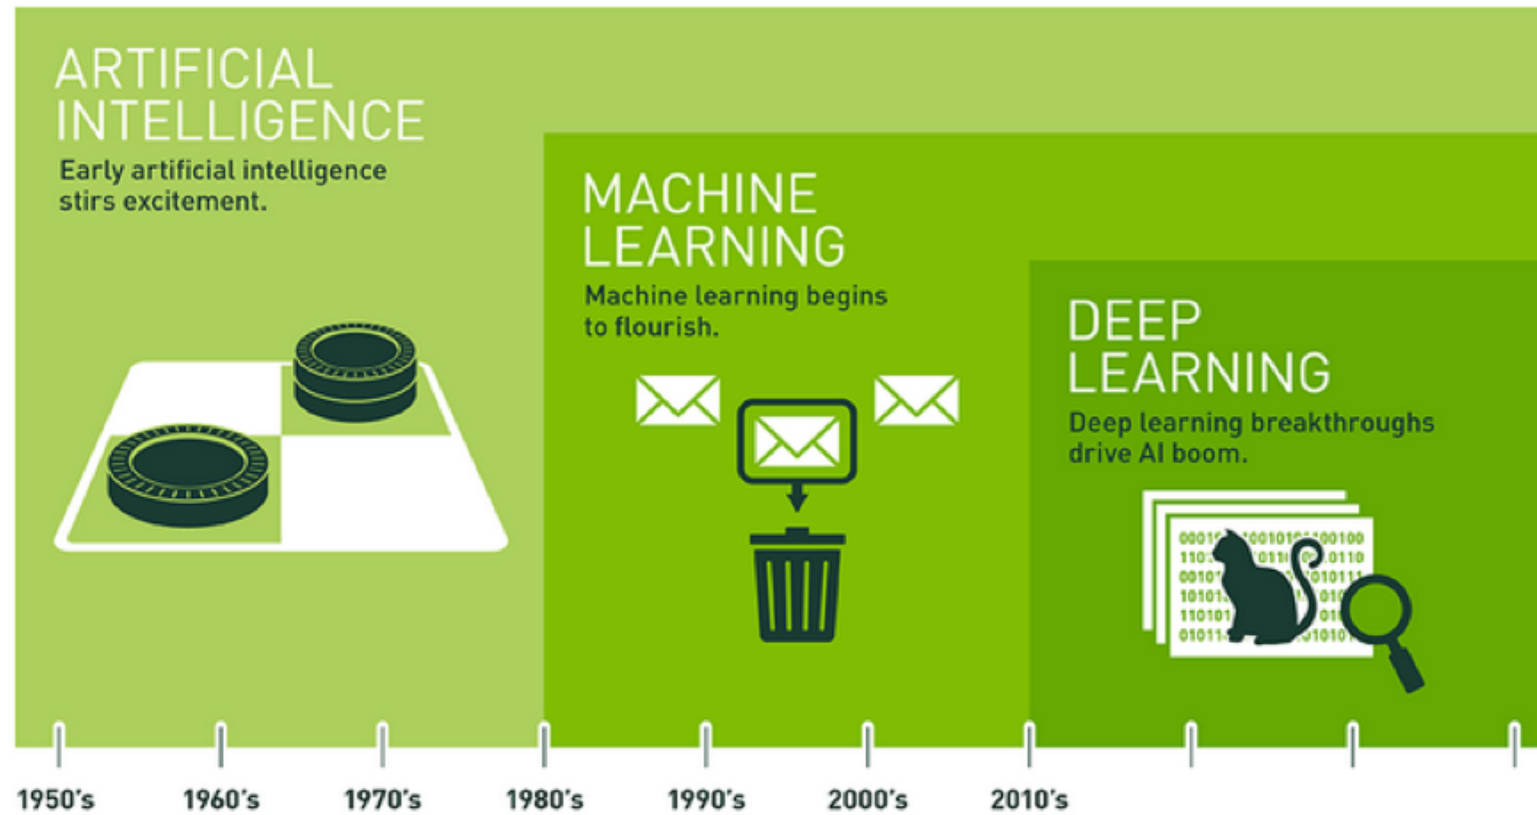 ARTIFICIAL
INTELLIGENCE
Early artificial intelligence
stirs excitement.
MACHINE
LEARNING
Machine learning begins
to flourish.
DEEP
LEARNING
Deep learning breakthroughs
drive AI boom.
1950's 1960's 1970's 1980's 1990's 2000's 2010's